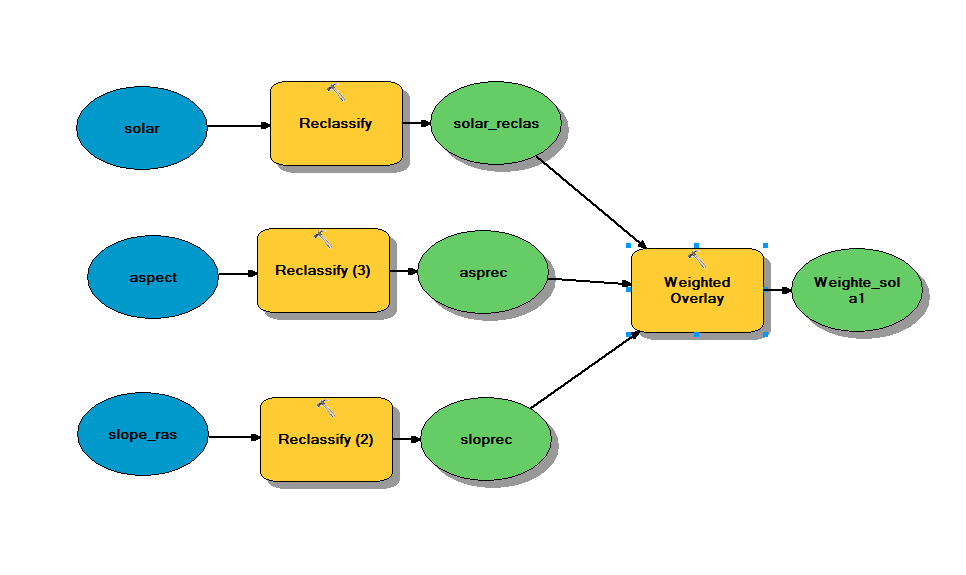 solar
Reclassify
solar_reclas
aspect
Reclassify (3)
asprec
Weighted
Overlay
Weighte_sol
a1
slope_ras
Reclassify (2)
sloprec